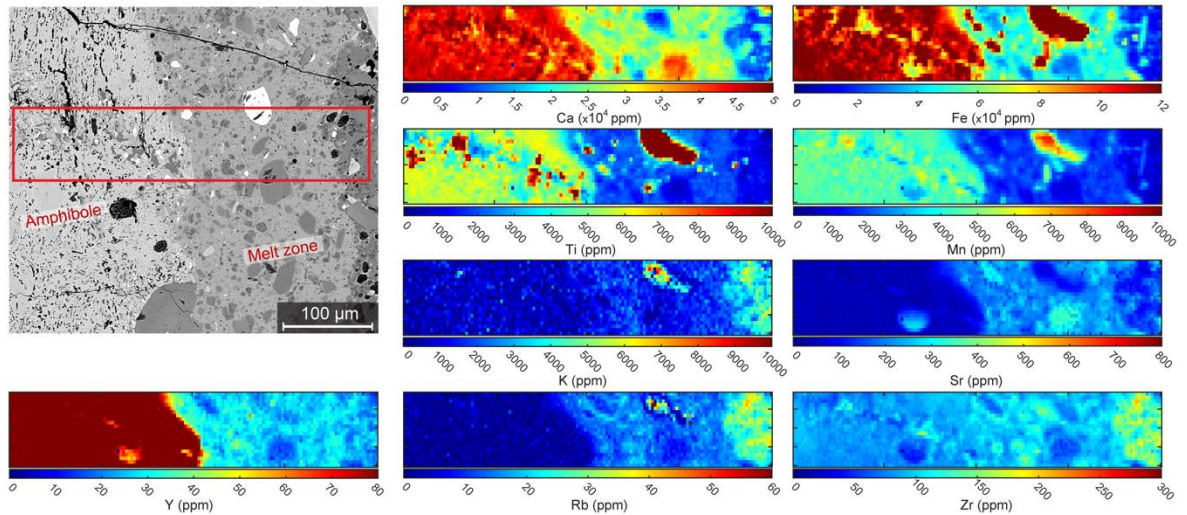 Amphibole
Melt zone
100 µm
0 0.5 1 1.5 2 2.5 3 3.5 4 4.5 5
Ca (x10⁴ ppm)
0 2 4 6 8 10 12
Fe (x10⁴ ppm)
0 1000 2000 3000 4000 5000 6000 7000 8000 9000 10000
Ti (ppm)
0 1000 2000 3000 4000 5000 6000 7000 8000 9000 10000
Mn (ppm)
0 1000 2000 3000 4000 5000 6000 7000 8000 9000 10000
K (ppm)
0 100 200 300 400 500 600 700 800
Sr (ppm)
0 10 20 30 40 50 60 70 80
Y (ppm)
0 10 20 30 40 50 60
Rb (ppm)
0 50 100 150 200 250 300
Zr (ppm)